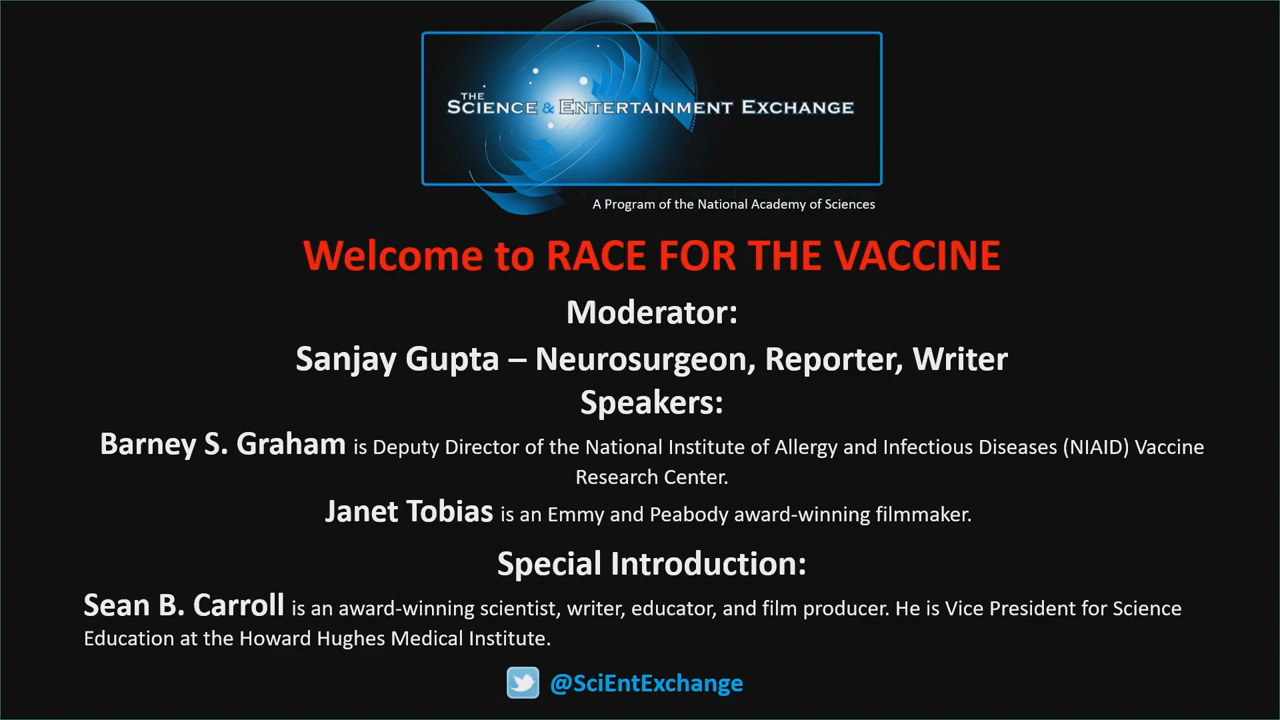 THE
SCIENCE & ENTERTAINMENT EXCHANGE
A Program of the National Academy of Sciences
Welcome to RACE FOR THE VACCINE
Moderator:
Sanjay Gupta – Neurosurgeon, Reporter, Writer
Speakers:
Barney S. Graham is Deputy Director of the National Institute of Allergy and Infectious Diseases (NIAID) Vaccine
Research Center.
Janet Tobias is an Emmy and Peabody award-winning filmmaker.
Special Introduction:
Sean B. Carroll is an award-winning scientist, writer, educator, and film producer. He is Vice President for Science
Education at the Howard Hughes Medical Institute.
@SciEntExchange